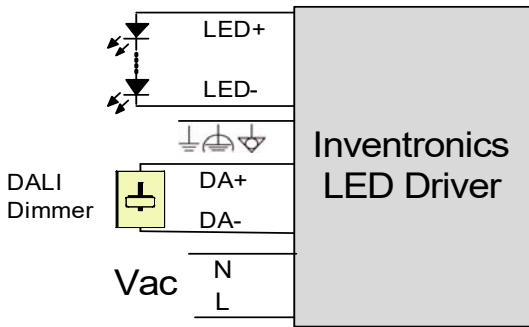 LED+
LED-
Inventronics
LED Driver
DALI
Dimmer
DA+
DA-
Vac
N
L